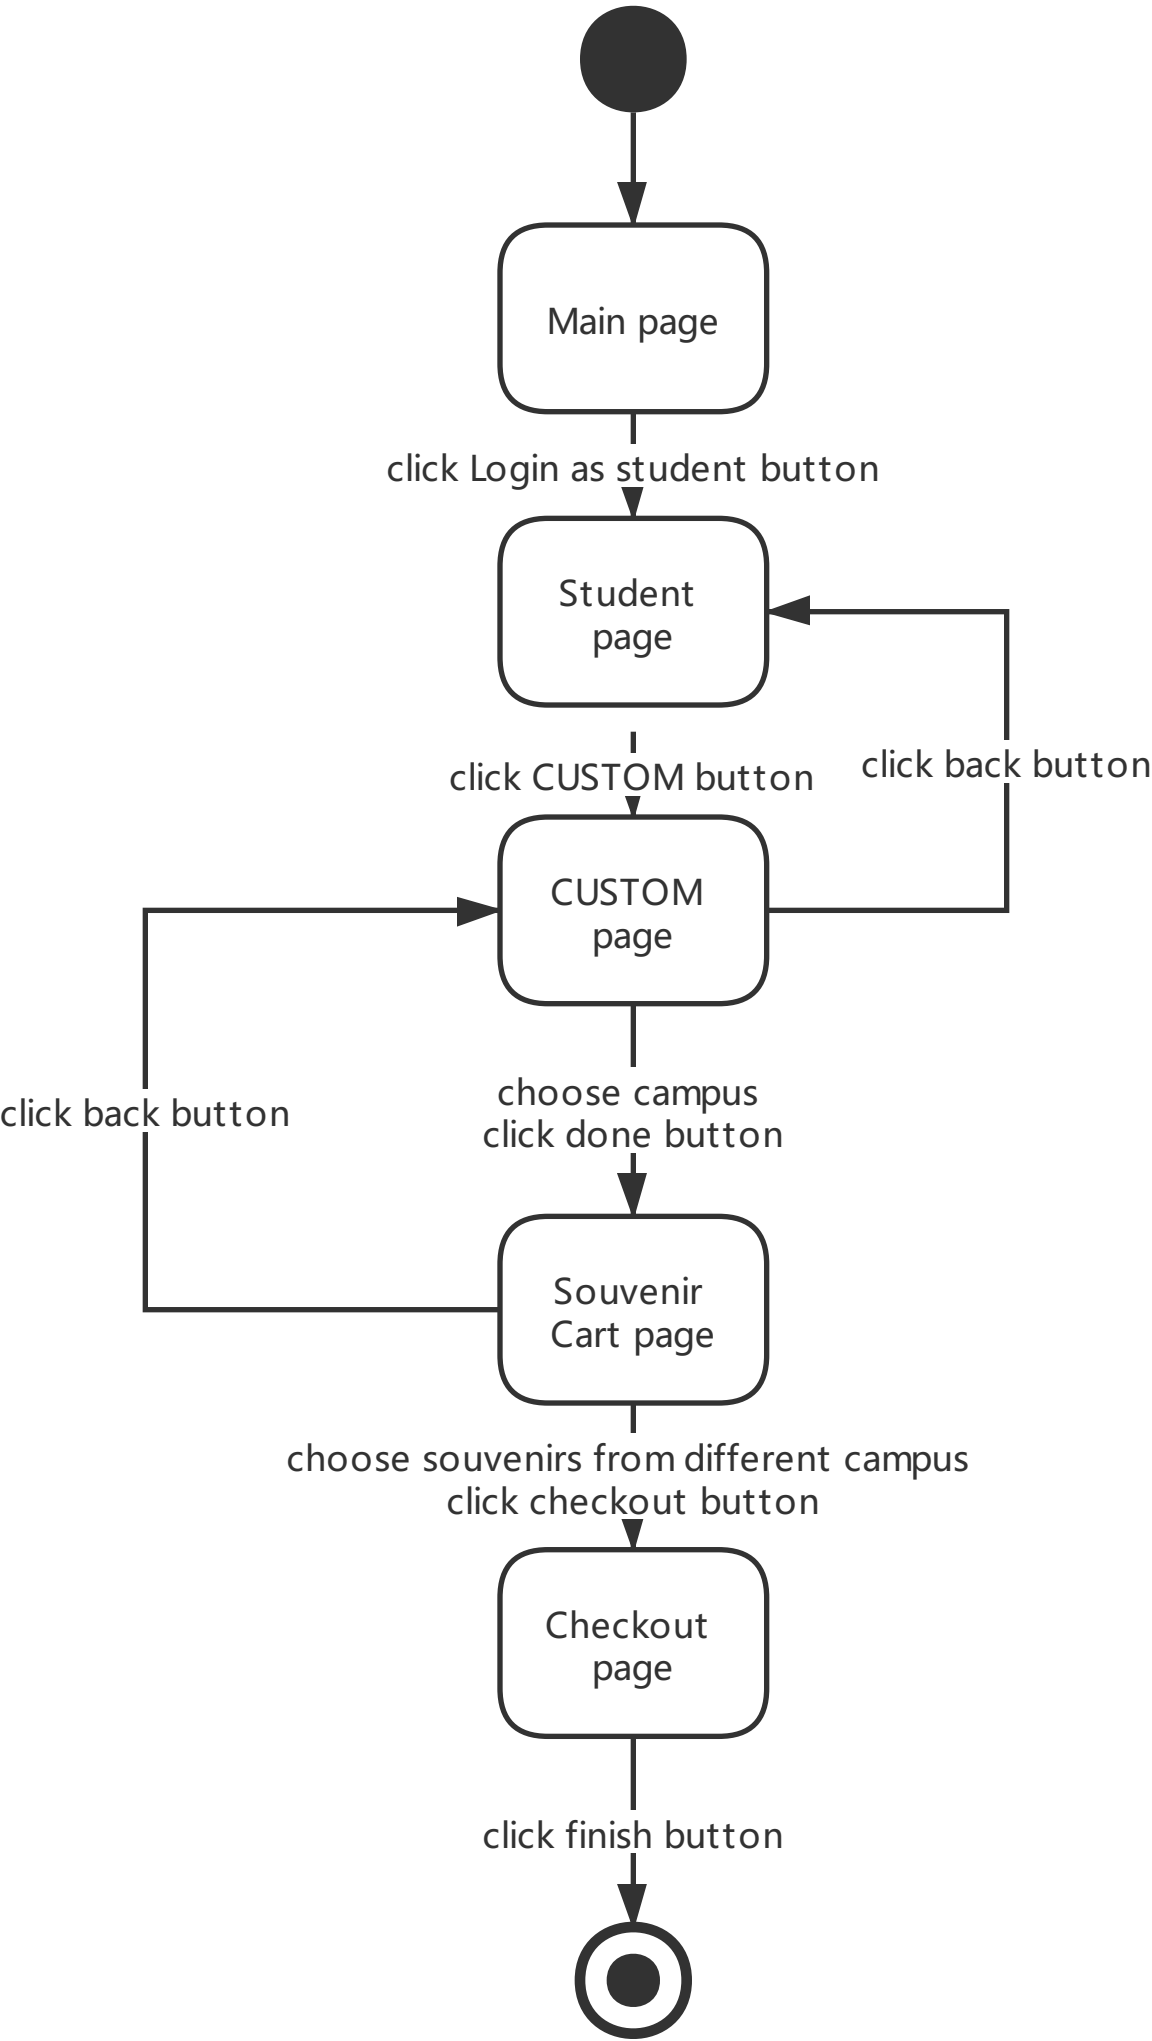 Main page
click Login as student button
Student
page
click CUSTOM button
click back button
CUSTOM
page
click back button
choose campus
click done button
Souvenir
Cart page
choose souvenirs from different campus
click checkout button
Checkout
page
click finish button